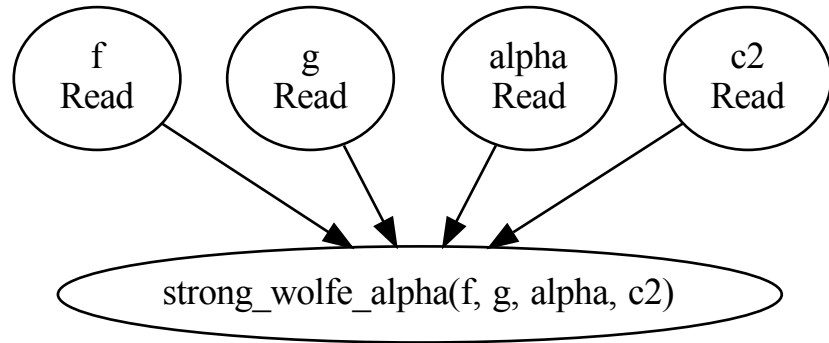 f
Read
g
Read
alpha
Read
c2
Read
strong_wolfe_alpha(f, g, alpha, c2)